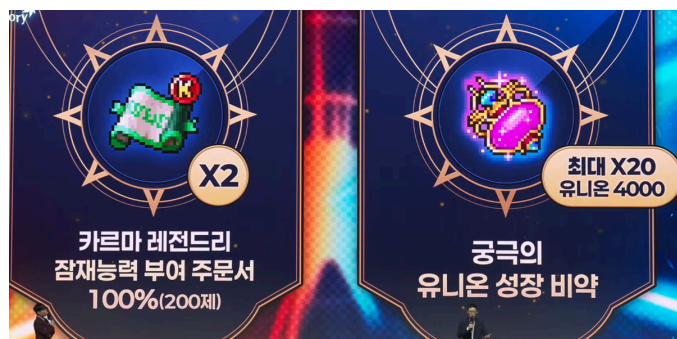 ory
K
X2
카르마 레전드리
잠재능력 부여 주문서
100%(200제)
최대 X20
유니온 4000
궁극의
유니온 성장 비약